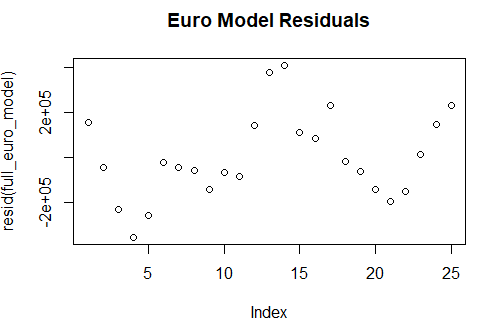 Euro Model Residuals
resid(full_euro_model)
2e+05
-2e+05
5
10
15
20
25
Index